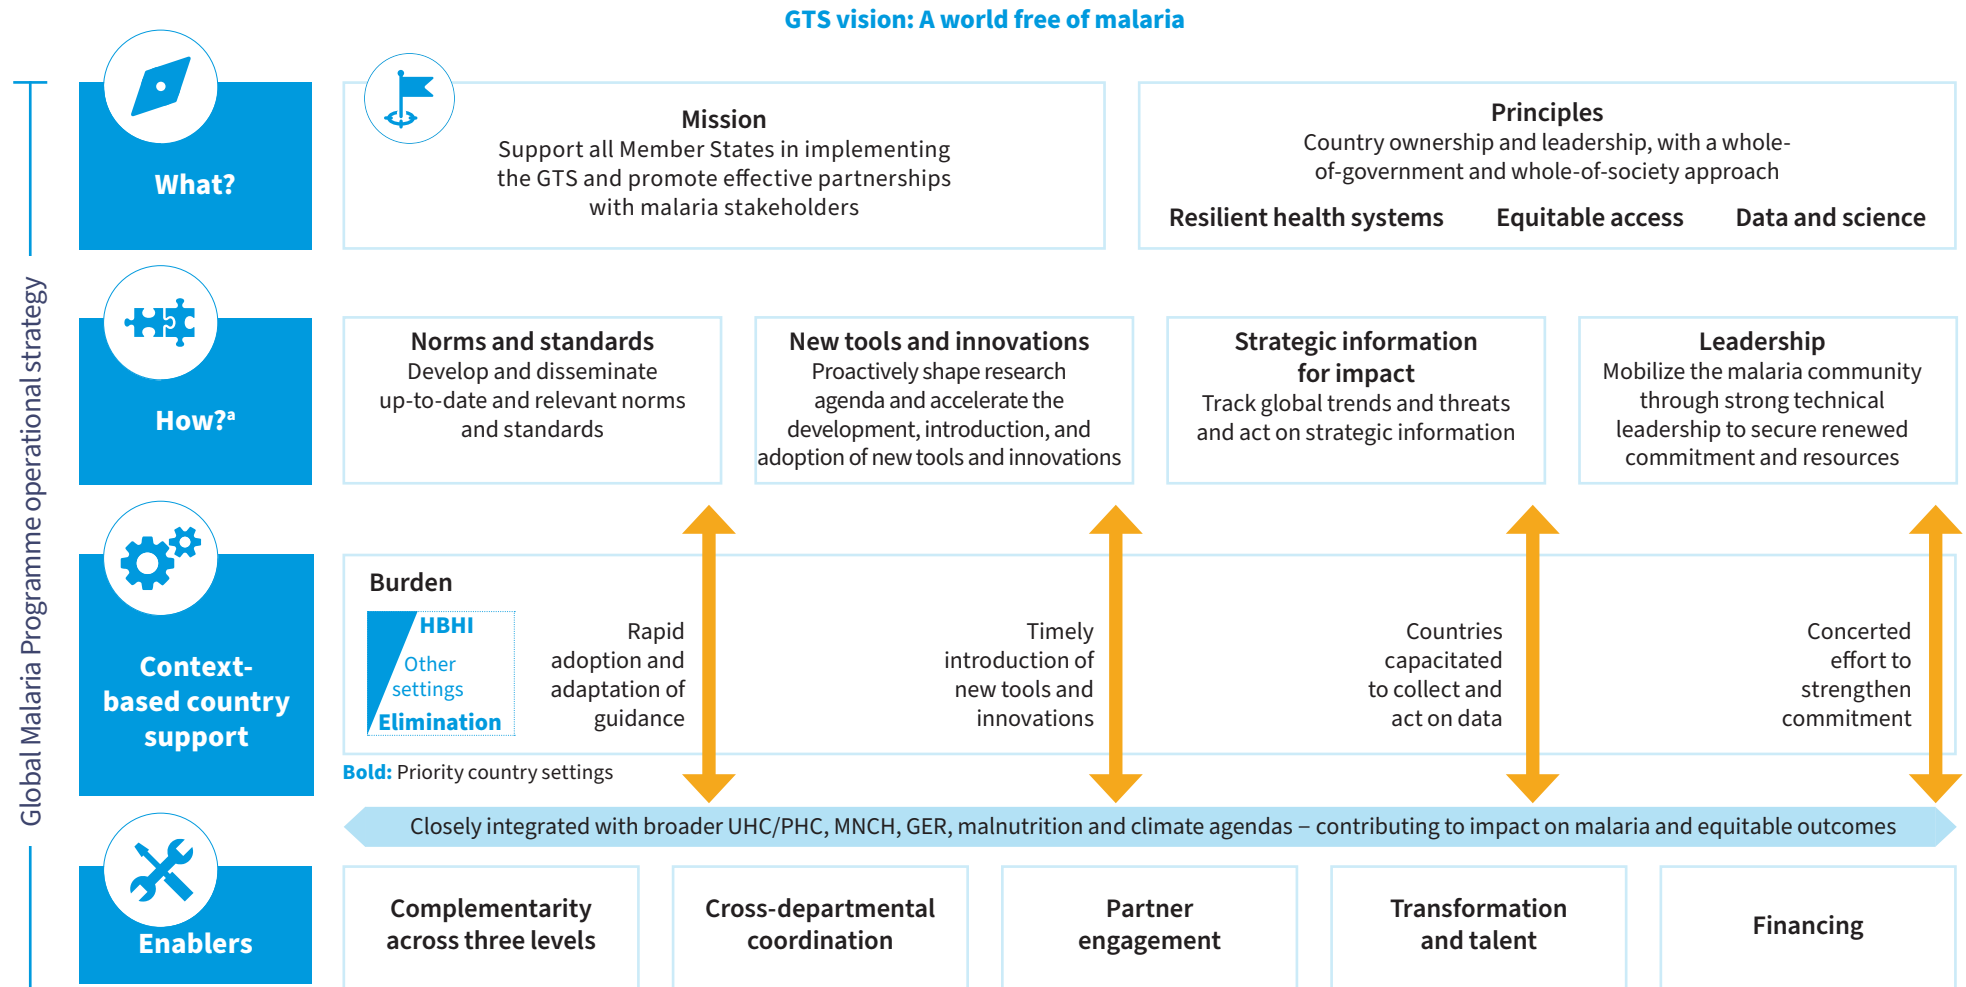 GTS vision: A world free of malaria
Global Malaria Programme operational strategy
What?
Mission
Support all Member States in implementing
the GTS and promote effective partnerships
with malaria stakeholders
Principles
Country ownership and leadership, with a whole-
of-government and whole-of-society approach
Resilient health systems
Equitable access
Data and science
How?ᵃ
Norms and standards
Develop and disseminate
up-to-date and relevant norms
and standards
New tools and innovations
Proactively shape research
agenda and accelerate the
development, introduction, and
adoption of new tools and innovations
Strategic information
for impact
Track global trends and threats
and act on strategic information
Leadership
Mobilize the malaria community
through strong technical
leadership to secure renewed
commitment and resources
Context-
based country
support
Burden
HBHI
Other
settings
Elimination
Rapid
adoption and
adaptation of
guidance
Timely
introduction of
new tools and
innovations
Countries
capacitated
to collect and
act on data
Concerted
effort to
strengthen
commitment
Bold: Priority country settings
Closely integrated with broader UHC/PHC, MNCH, GER, malnutrition and climate agendas – contributing to impact on malaria and equitable outcomes
Enablers
Complementarity
across three levels
Cross-departmental
coordination
Partner
engagement
Transformation
and talent
Financing